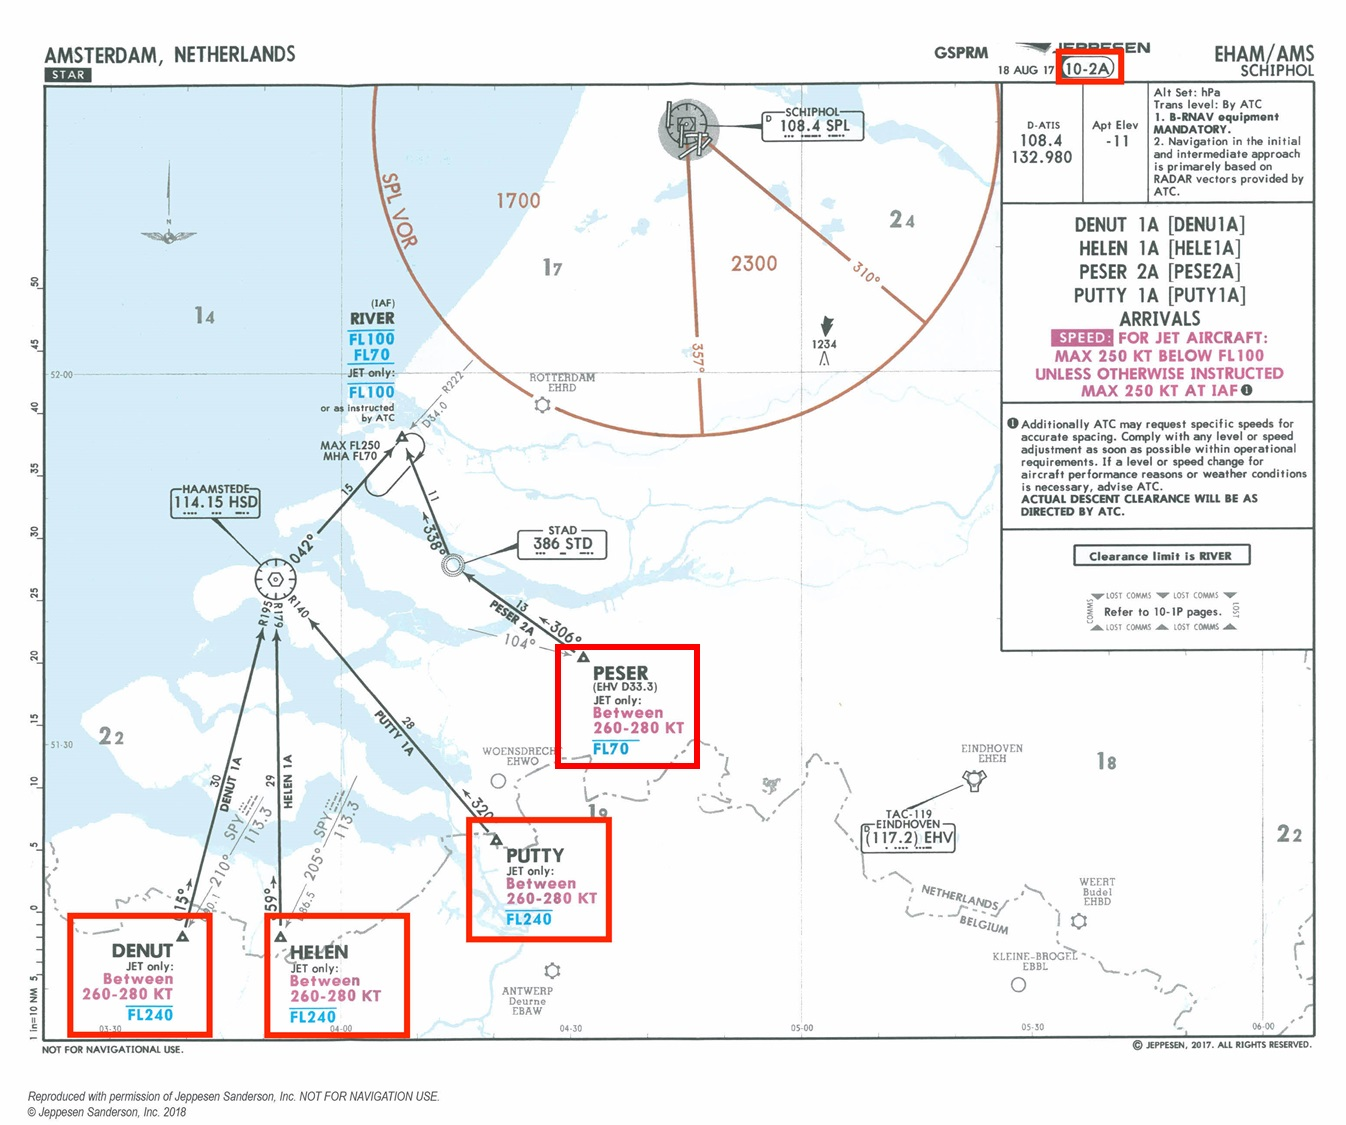 AMSTERDAM, NETHERLANDS
STAR
GSPRM
JEPPESEN
18 AUG 17
10-2A
EHAM/AMS
SCHIPHOL
D-ATIS
108.4
132.980
Apt Elev
-11
Alt Set: hPa
Trans level: By ATC
1. B-RNAV equipment
MANDATORY.
2. Navigation in the initial
and intermediate approach
is primarely based on
RADAR vectors provided by
ATC.
DENUT 1A [DENU1A]
HELEN 1A [HELE1A]
PESER 2A [PESE2A]
PUTTY 1A [PUTY1A]
ARRIVALS
SPEED: FOR JET AIRCRAFT:
MAX 250 KT BELOW FL100
UNLESS OTHERWISE INSTRUCTED
MAX 250 KT AT IAF 1
1 Additionally ATC may request specific speeds for
accurate spacing. Comply with any level or speed
adjustment as soon as possible within operational
requirements. If a level or speed change for
aircraft performance reasons or weather conditions
is necessary, advise ATC.
ACTUAL DESCENT CLEARANCE WILL BE AS
DIRECTED BY ATC.
Clearance limit is RIVER
LOST COMMS LOST COMMS
COMMS
Refer to 10-1P pages.
LOST
LOST COMMS LOST COMMS
SCHIPHOL
D 108.4 SPL
SPL VOR
1700
2300
310°
357°
N
14
17
24
1234
(IAF)
RIVER
FL100
FL70
JET only:
FL100
or as instructed
by ATC
D34.0
R222
MAX FL250
MHA FL70
ROTTERDAM
EHRD
HAAMSTEDE
114.15 HSD
15
042°
11
338°
STAD
386 STD
R195
R179
R140
13
PESER 2A
306°
104°
PESER
(EHV D33.3)
JET only:
Between
260-280 KT
FL70
28
PUTTY 1A
WOENSDRECHT
EHWO
EINDHOVEN
EHEH
18
19
22
22
30
DENUT 1A
29
HELEN 1A
SPY
113.3
210°
SPY
113.3
205°
320
TAC-119
EINDHOVEN
D (117.2) EHV
PUTTY
JET only:
Between
260-280 KT
FL240
NETHERLANDS
BELGIUM
WEERT
Budel
EHBD
KLEINE-BROGEL
EBBL
ANTWERP
Deurne
EBAW
15°
59°
DENUT
JET only:
Between
260-280 KT
FL240
HELEN
JET only:
Between
260-280 KT
FL240
50
45
52-00
40
35
30
25
20
15
51-30
10
5
0
5
1 in=10 NM
03-30
04-00
04-30
05-00
05-30
06-00
NOT FOR NAVIGATIONAL USE.
© JEPPESEN, 2017. ALL RIGHTS RESERVED.
Reproduced with permission of Jeppesen Sanderson, Inc. NOT FOR NAVIGATION USE.
© Jeppesen Sanderson, Inc. 2018